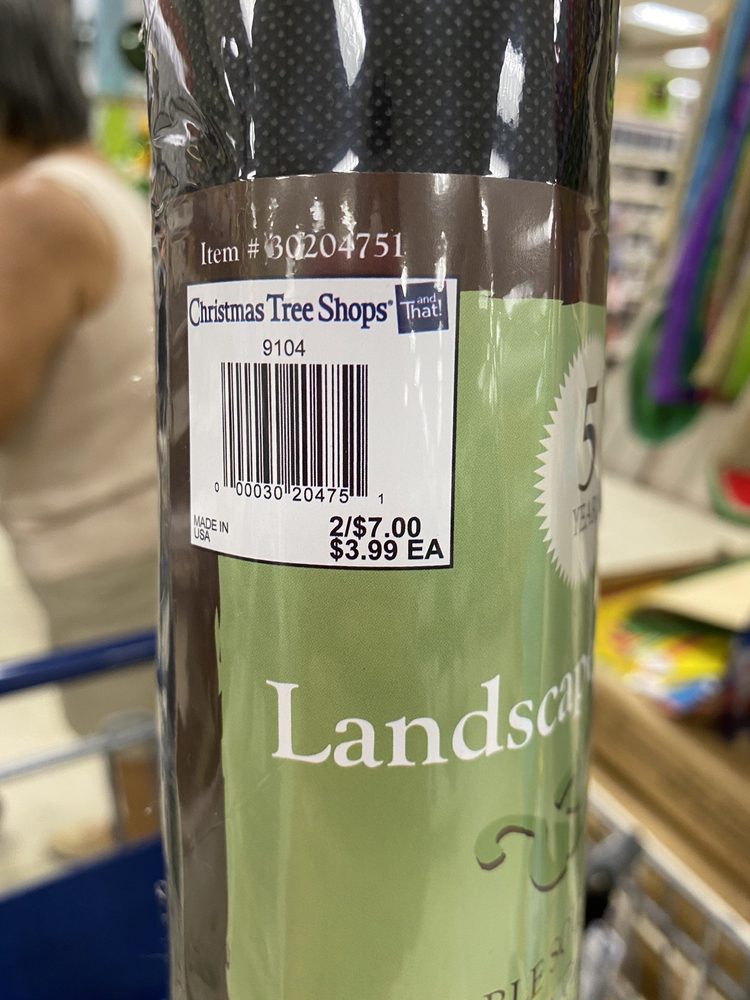 Item # 30204751
Christmas Tree Shops® and That!
9104
0 00030 20475 1
MADE IN
USA
2/$7.00
$3.99 EA
5
Landscap